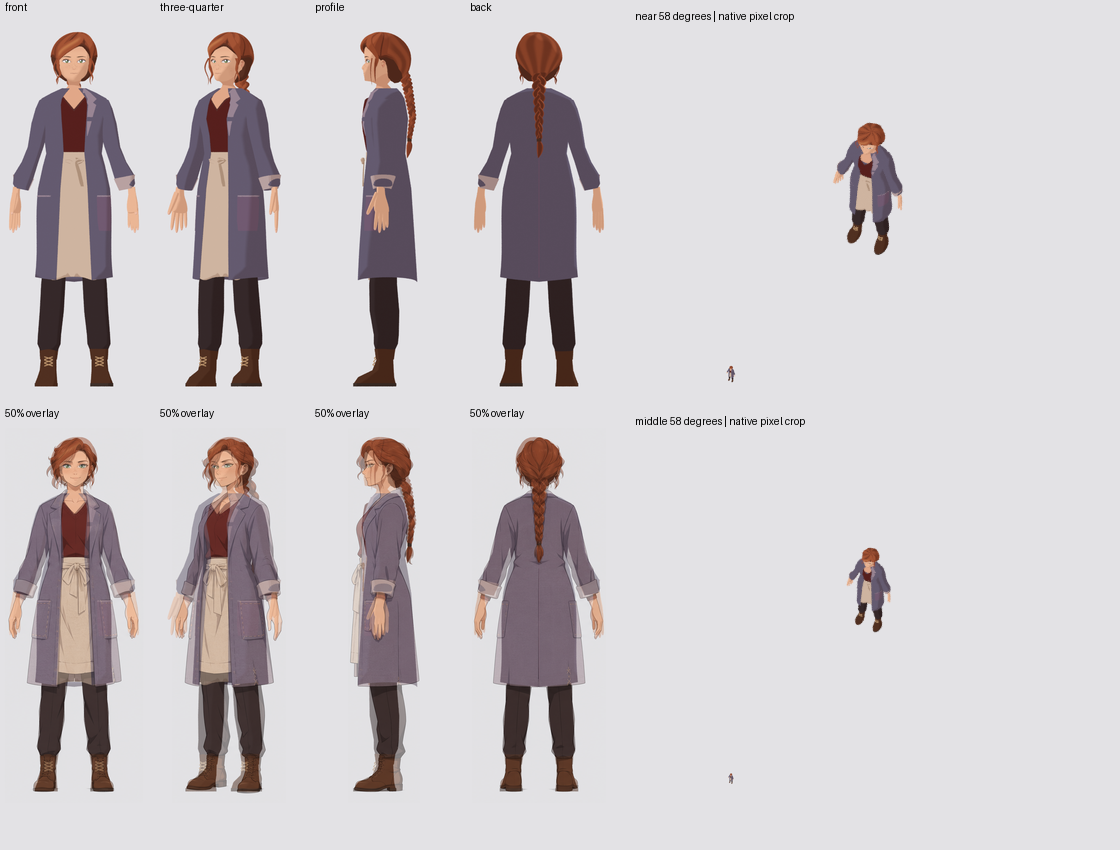 front
three-quarter
profile
back
near 58 degrees | native pixel crop
50% overlay
50% overlay
50% overlay
50% overlay
middle 58 degrees | native pixel crop